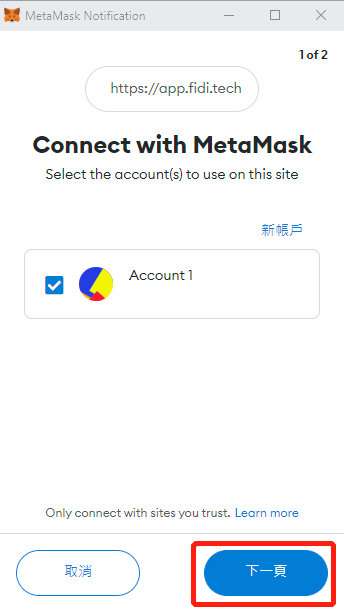 MetaMask Notification
1 of 2
https://app.fidi.tech
Connect with MetaMask
Select the account(s) to use on this site
新帳戶
Account 1
Only connect with sites you trust. Learn more
取消
下一頁